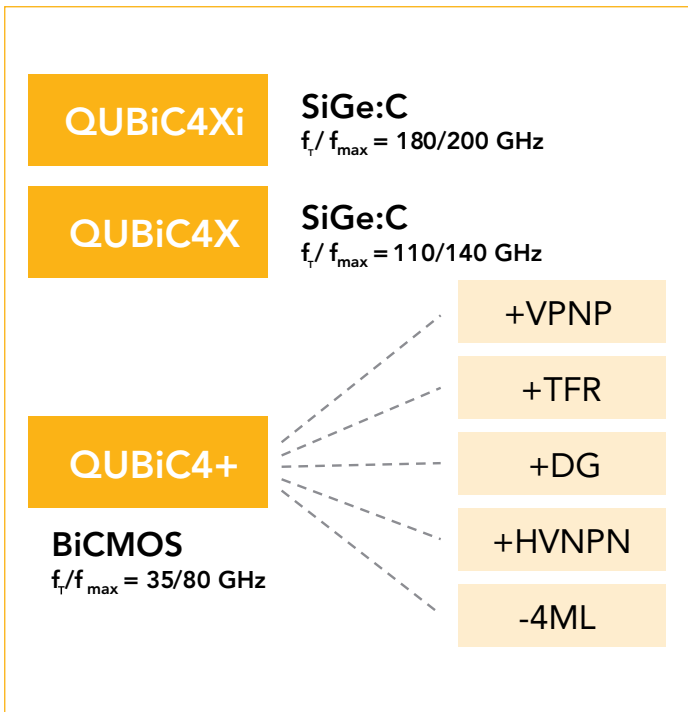 QUBiC4Xi
SiGe:C
fT/ fmax = 180/200 GHz
QUBiC4X
SiGe:C
fT/ fmax = 110/140 GHz
+VPNP
+TFR
QUBiC4+
+DG
BiCMOS
fT/f max = 35/80 GHz
+HVNPN
-4ML